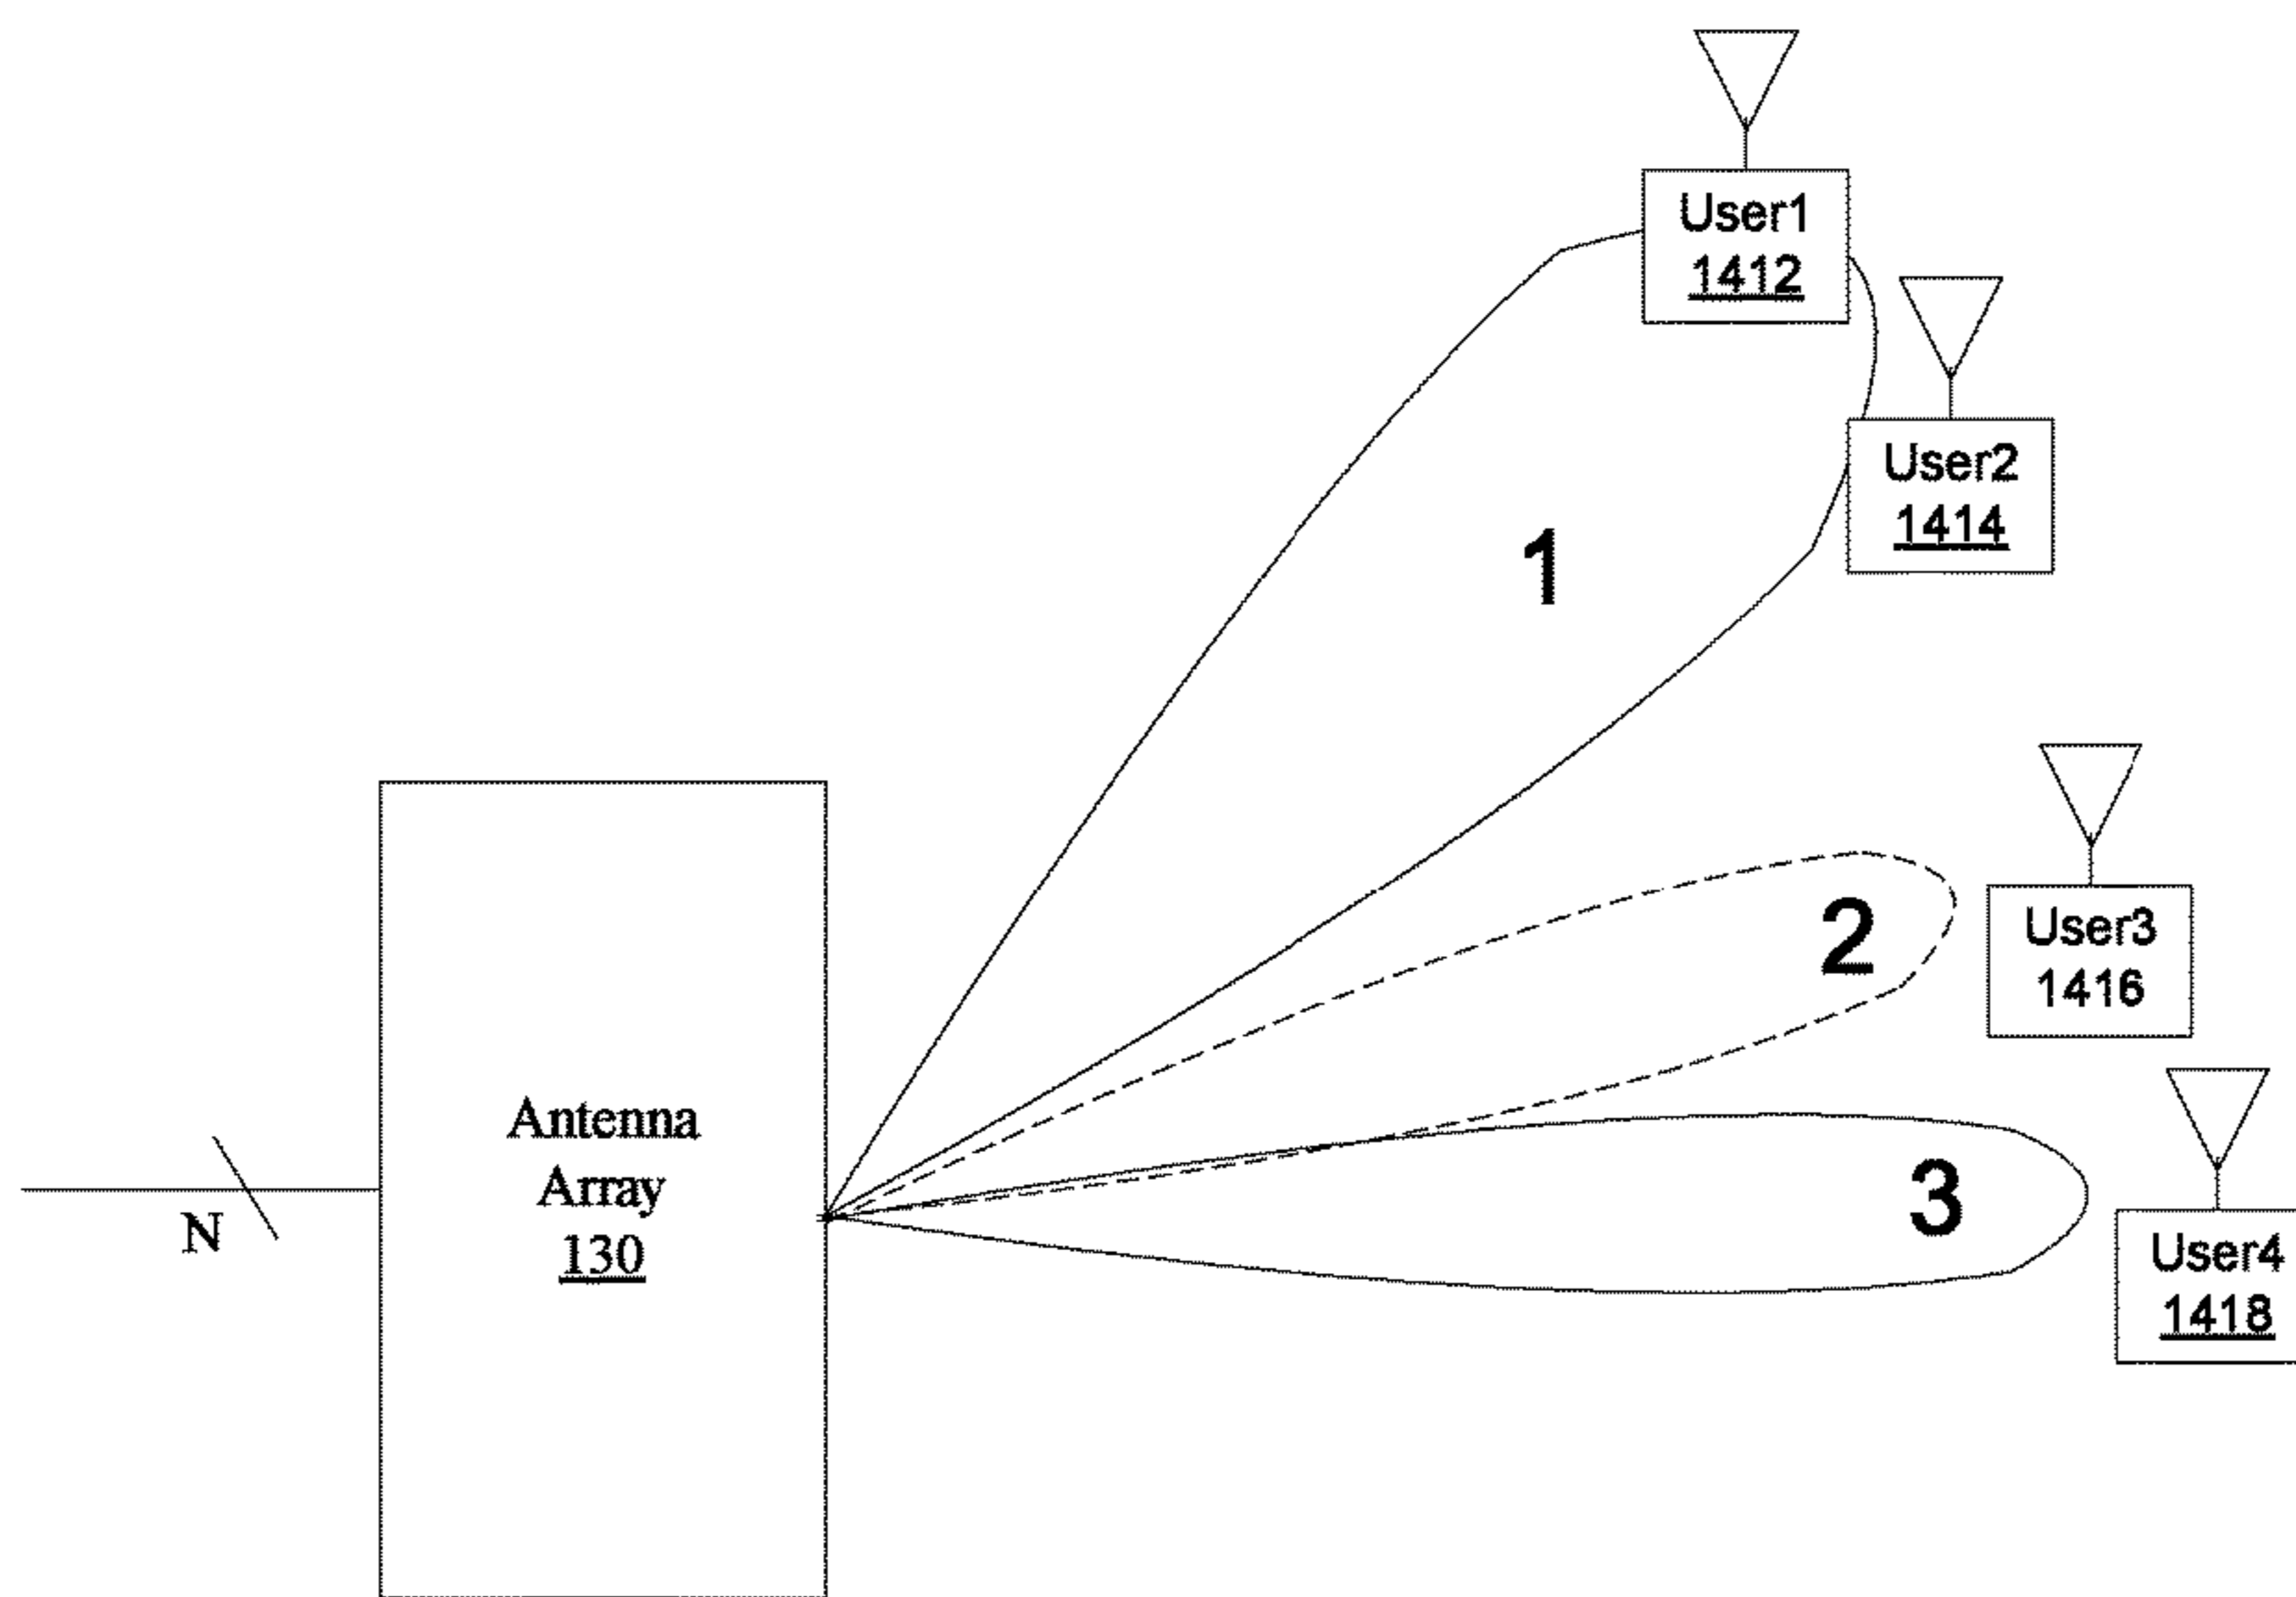 User1
1412
User2
1414
1
2
User3
1416
Antenna
Array
130
N
3
User4
1418